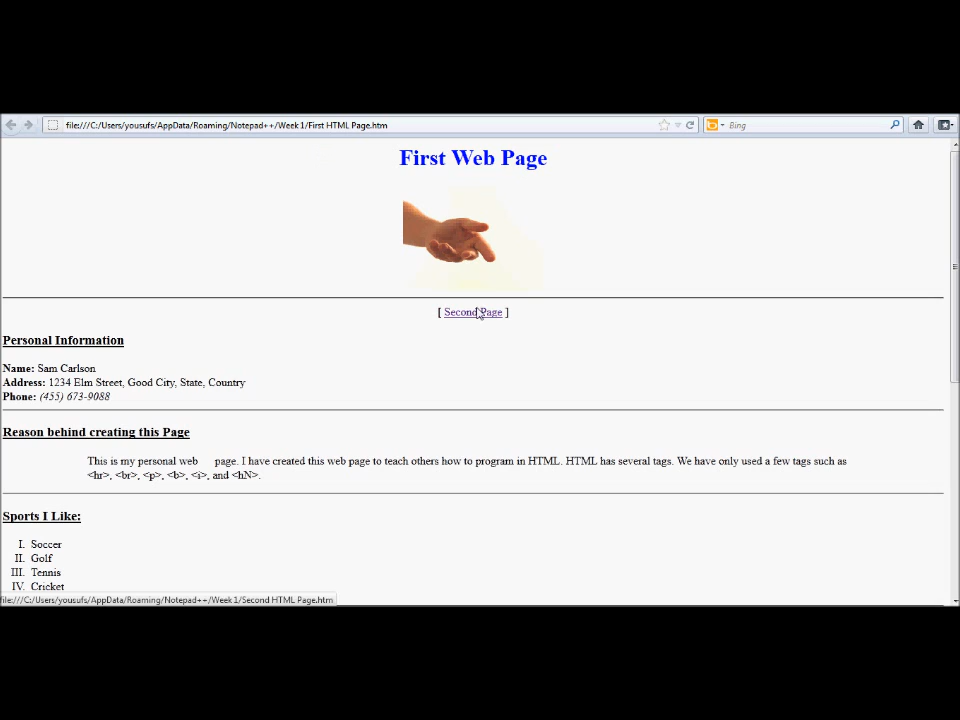 file:///C:/Users/yousufs/AppData/Roaming/Notepad++/Week 1/First HTML Page.htm
Bing
First Web Page
[ Second Page ]
Personal Information
Name: Sam Carlson
Address: 1234 Elm Street, Good City, State, Country
Phone: (455) 673-9088
Reason behind creating this Page
This is my personal web page. I have created this web page to teach others how to program in HTML. HTML has several tags. We have only used a few tags such as
<hr>, <br>, <p>, <b>, <i>, and <hN>.
Sports I Like:
I. Soccer
II. Golf
III. Tennis
IV. Cricket
file:///C:/Users/yousufs/AppData/Roaming/Notepad++/Week 1/Second HTML Page.htm